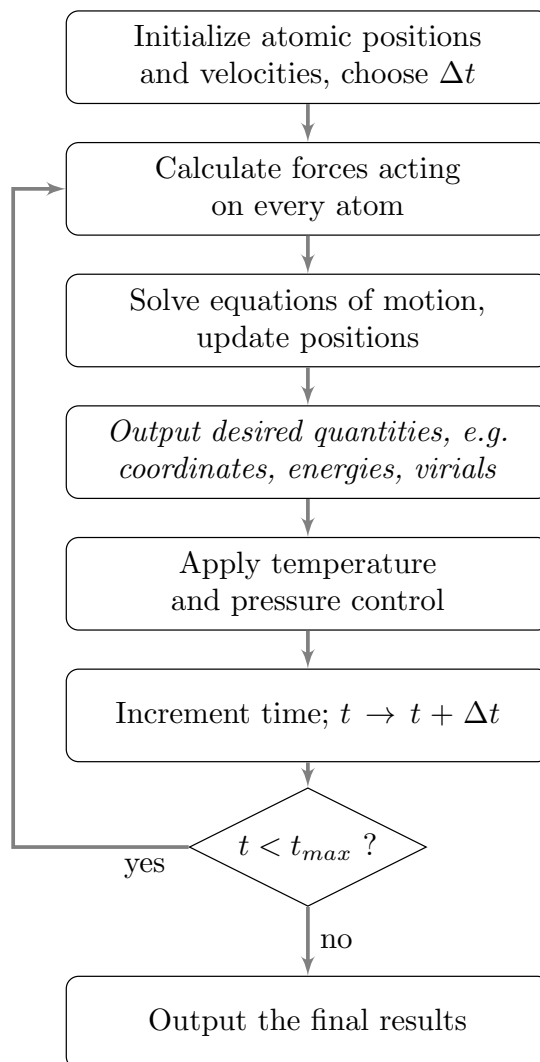 Initialize atomic positions
and velocities, choose Δt
Calculate forces acting
on every atom
Solve equations of motion,
update positions
Output desired quantities, e.g.
coordinates, energies, virials
Apply temperature
and pressure control
Increment time; t → t + Δt
t < t_max ?
yes
no
Output the final results